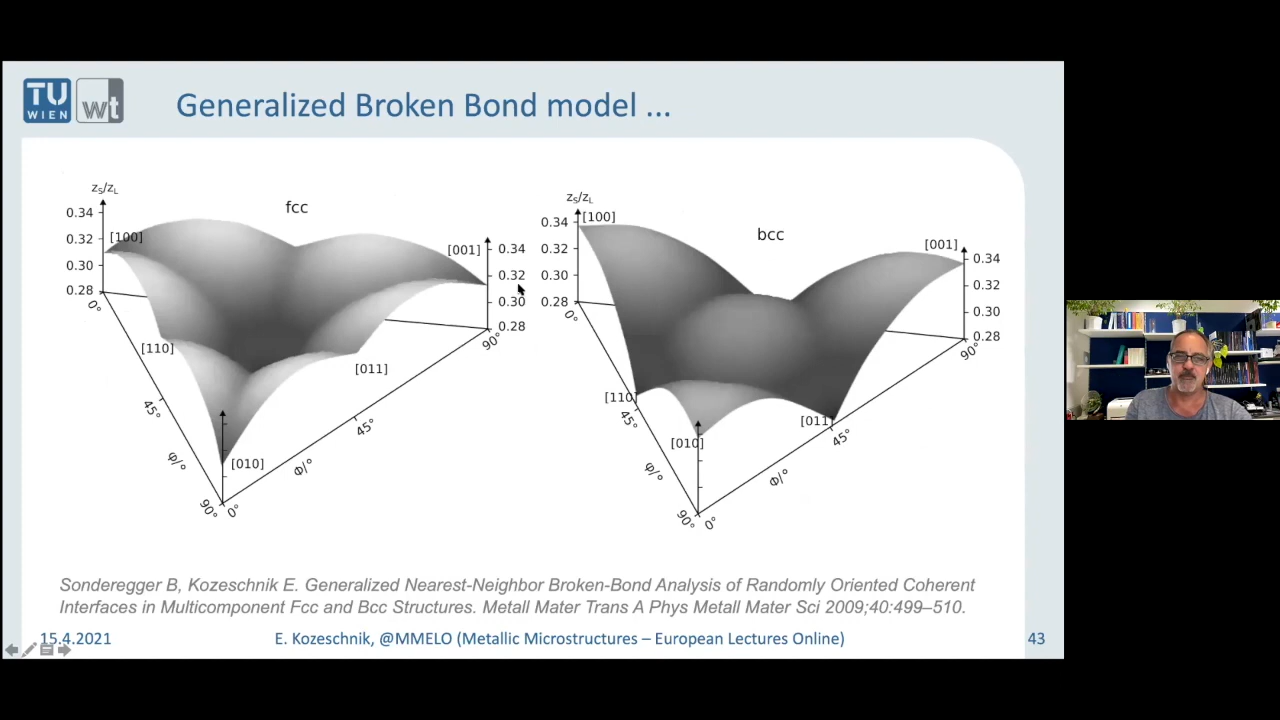 TU
WIEN
wt
Generalized Broken Bond model ...
zS/zL
fcc
0.34
0.32
0.30
0.28
[100]
[001]
0.34
0.32
0.30
0.28
0°
[110]
[011]
45°
45°
[010]
φ/°
Φ/°
90°
90°
0°
zS/zL
bcc
0.34
0.32
0.30
0.28
[100]
[001]
0.34
0.32
0.30
0.28
0°
90°
[110]
[011]
45°
45°
[010]
φ/°
Φ/°
90°
0°
Sonderegger B, Kozeschnik E. Generalized Nearest-Neighbor Broken-Bond Analysis of Randomly Oriented Coherent
Interfaces in Multicomponent Fcc and Bcc Structures. Metall Mater Trans A Phys Metall Mater Sci 2009;40:499–510.
15.4.2021
E. Kozeschnik, @MMELO (Metallic Microstructures – European Lectures Online)
43